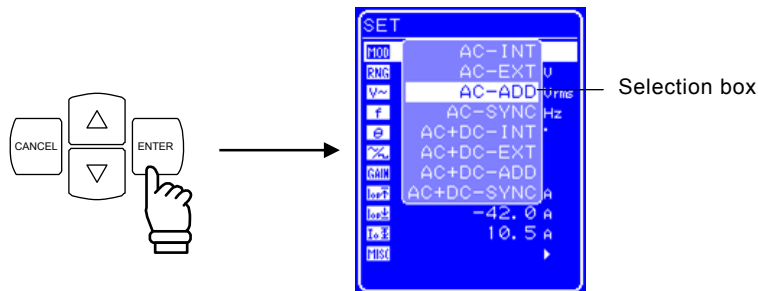 CANCEL
ENTER
SET
MOD AC-INT
RNG AC-EXT V
V~ AC-ADD Vrms
f AC-SYNC Hz
θ AC+DC-INT °
AC+DC-EXT
GAIN AC+DC-ADD
AC+DC-SYNC A
-42.0 A
10.5 A
MISC
Selection box